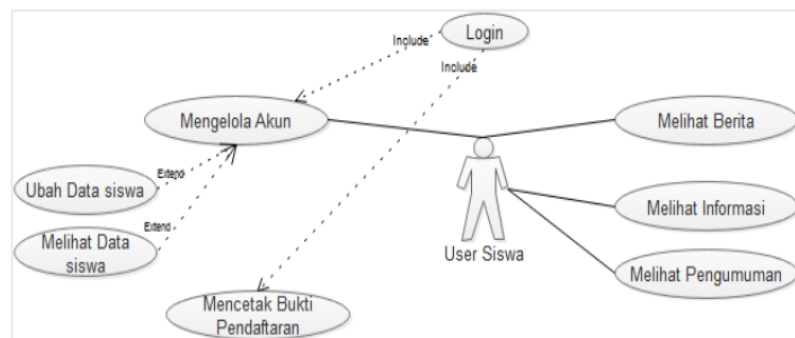 Login
Include
Include
Mengelola Akun
Melihat Berita
Extend
Ubah Data siswa
Extend
Melihat Data
siswa
User Siswa
Melihat Informasi
Melihat Pengumuman
Mencetak Bukti
Pendaftaran